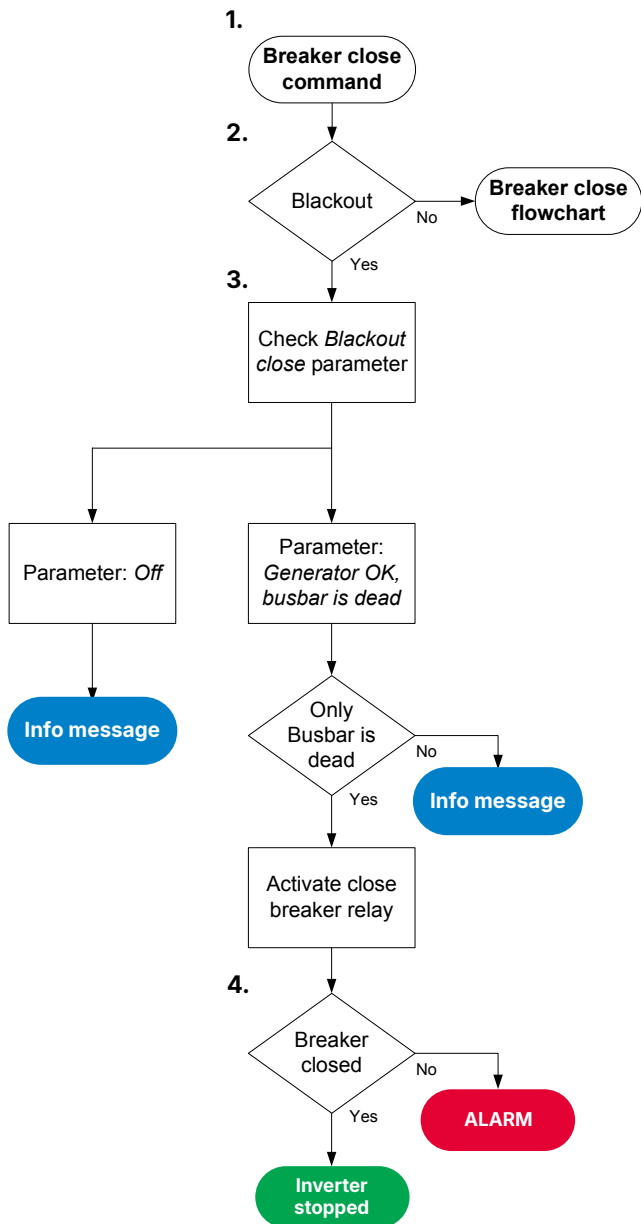 1.
Breaker close
command
2.
Blackout
No
Breaker close
flowchart
Yes
3.
Check Blackout
close parameter
Parameter: Off
Parameter:
Generator OK,
busbar is dead
Info message
Only
Busbar is
dead
No
Info message
Yes
Activate close
breaker relay
4.
Breaker
closed
No
ALARM
Yes
Inverter
stopped